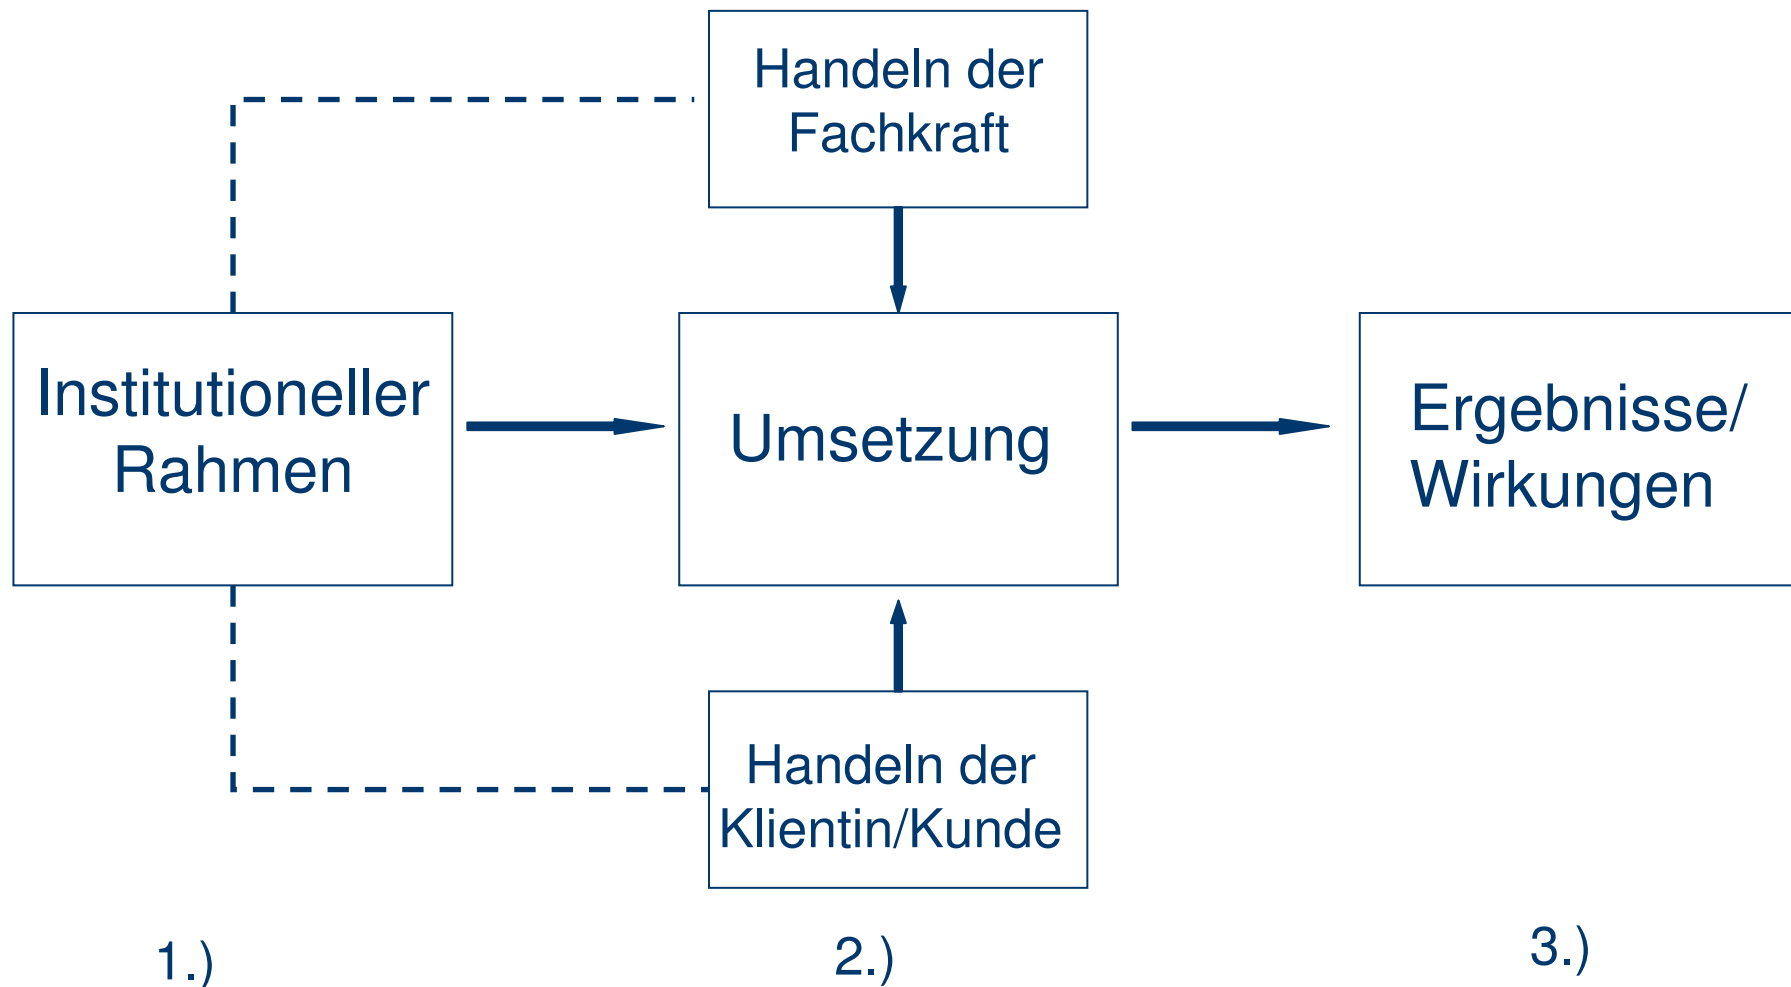 Handeln der
Fachkraft
Institutioneller
Rahmen
Umsetzung
Ergebnisse/
Wirkungen
Handeln der
Klientin/Kunde
1.)
2.)
3.)